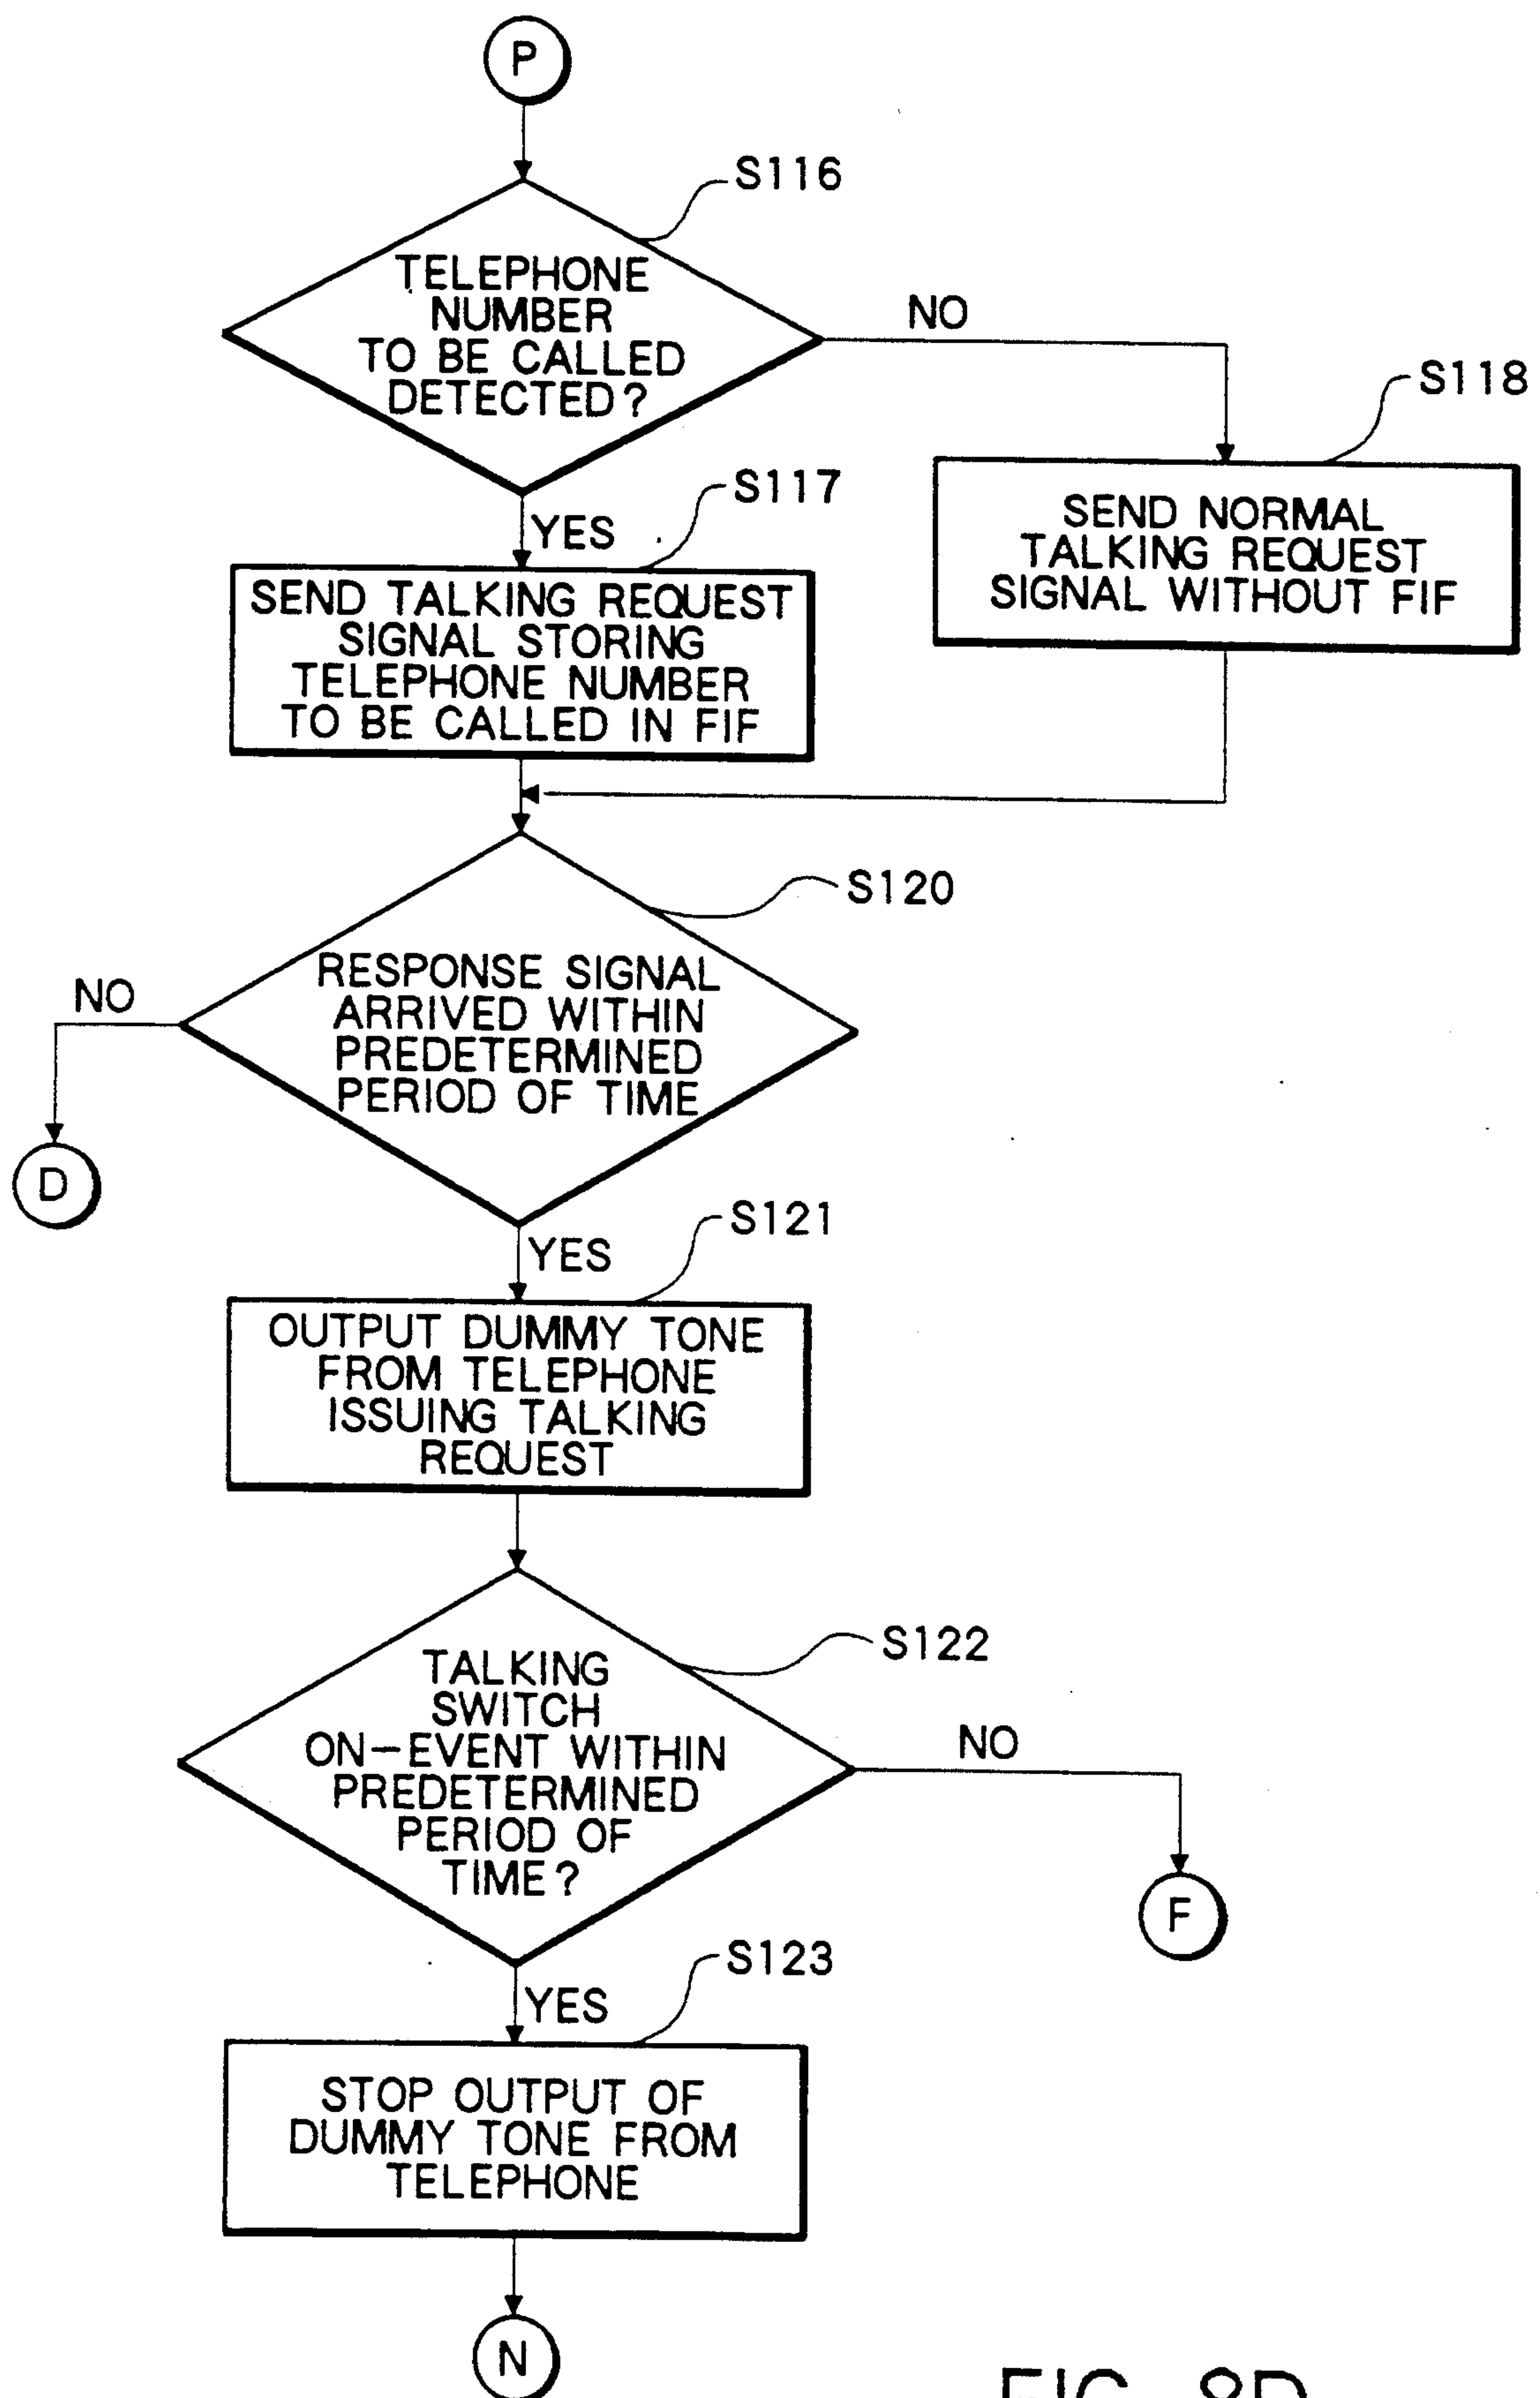 P
S116
TELEPHONE
NUMBER
TO BE CALLED
DETECTED?
NO
S118
SEND NORMAL
TALKING REQUEST
SIGNAL WITHOUT FIF
YES
S117
SEND TALKING REQUEST
SIGNAL STORING
TELEPHONE NUMBER
TO BE CALLED IN FIF
S120
RESPONSE SIGNAL
ARRIVED WITHIN
PREDETERMINED
PERIOD OF TIME
NO
D
YES
S121
OUTPUT DUMMY TONE
FROM TELEPHONE
ISSUING TALKING
REQUEST
S122
TALKING
SWITCH
ON-EVENT WITHIN
PREDETERMINED
PERIOD OF
TIME?
NO
F
YES
S123
STOP OUTPUT OF
DUMMY TONE FROM
TELEPHONE
N
FIG. 8D